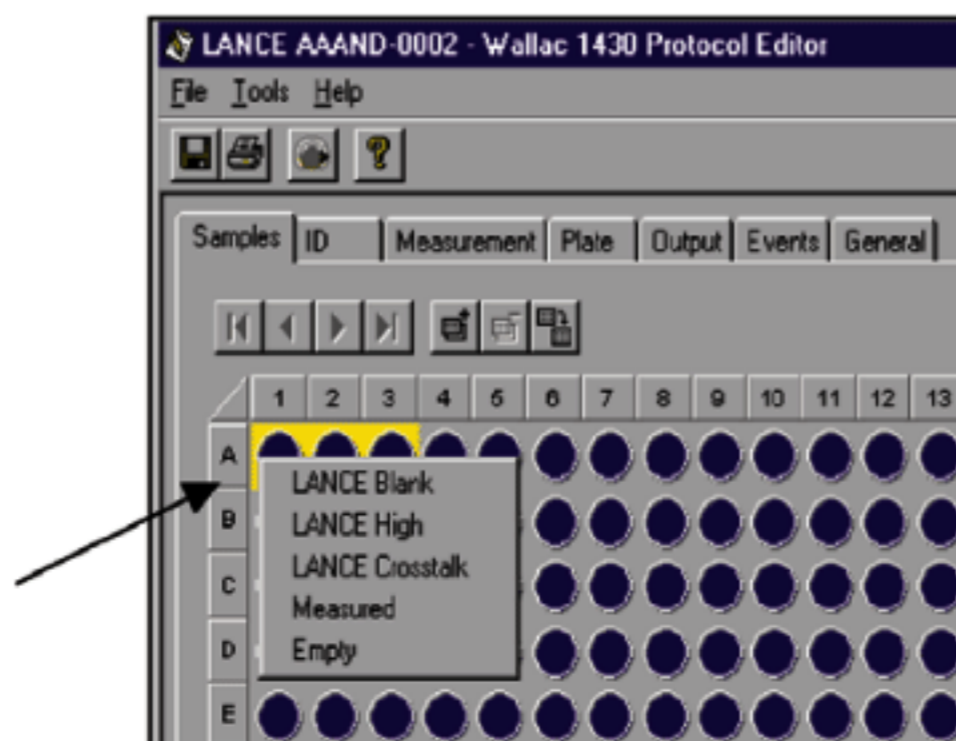 LANCE AAAND-0002 - Wallac 1430 Protocol Editor
File Tools Help
Samples ID Measurement Plate Output Events General
1 2 3 4 5 6 7 8 9 10 11 12 13
A
LANCE Blank
B
LANCE High
LANCE Crosstalk
C
Measured
D
Empty
E